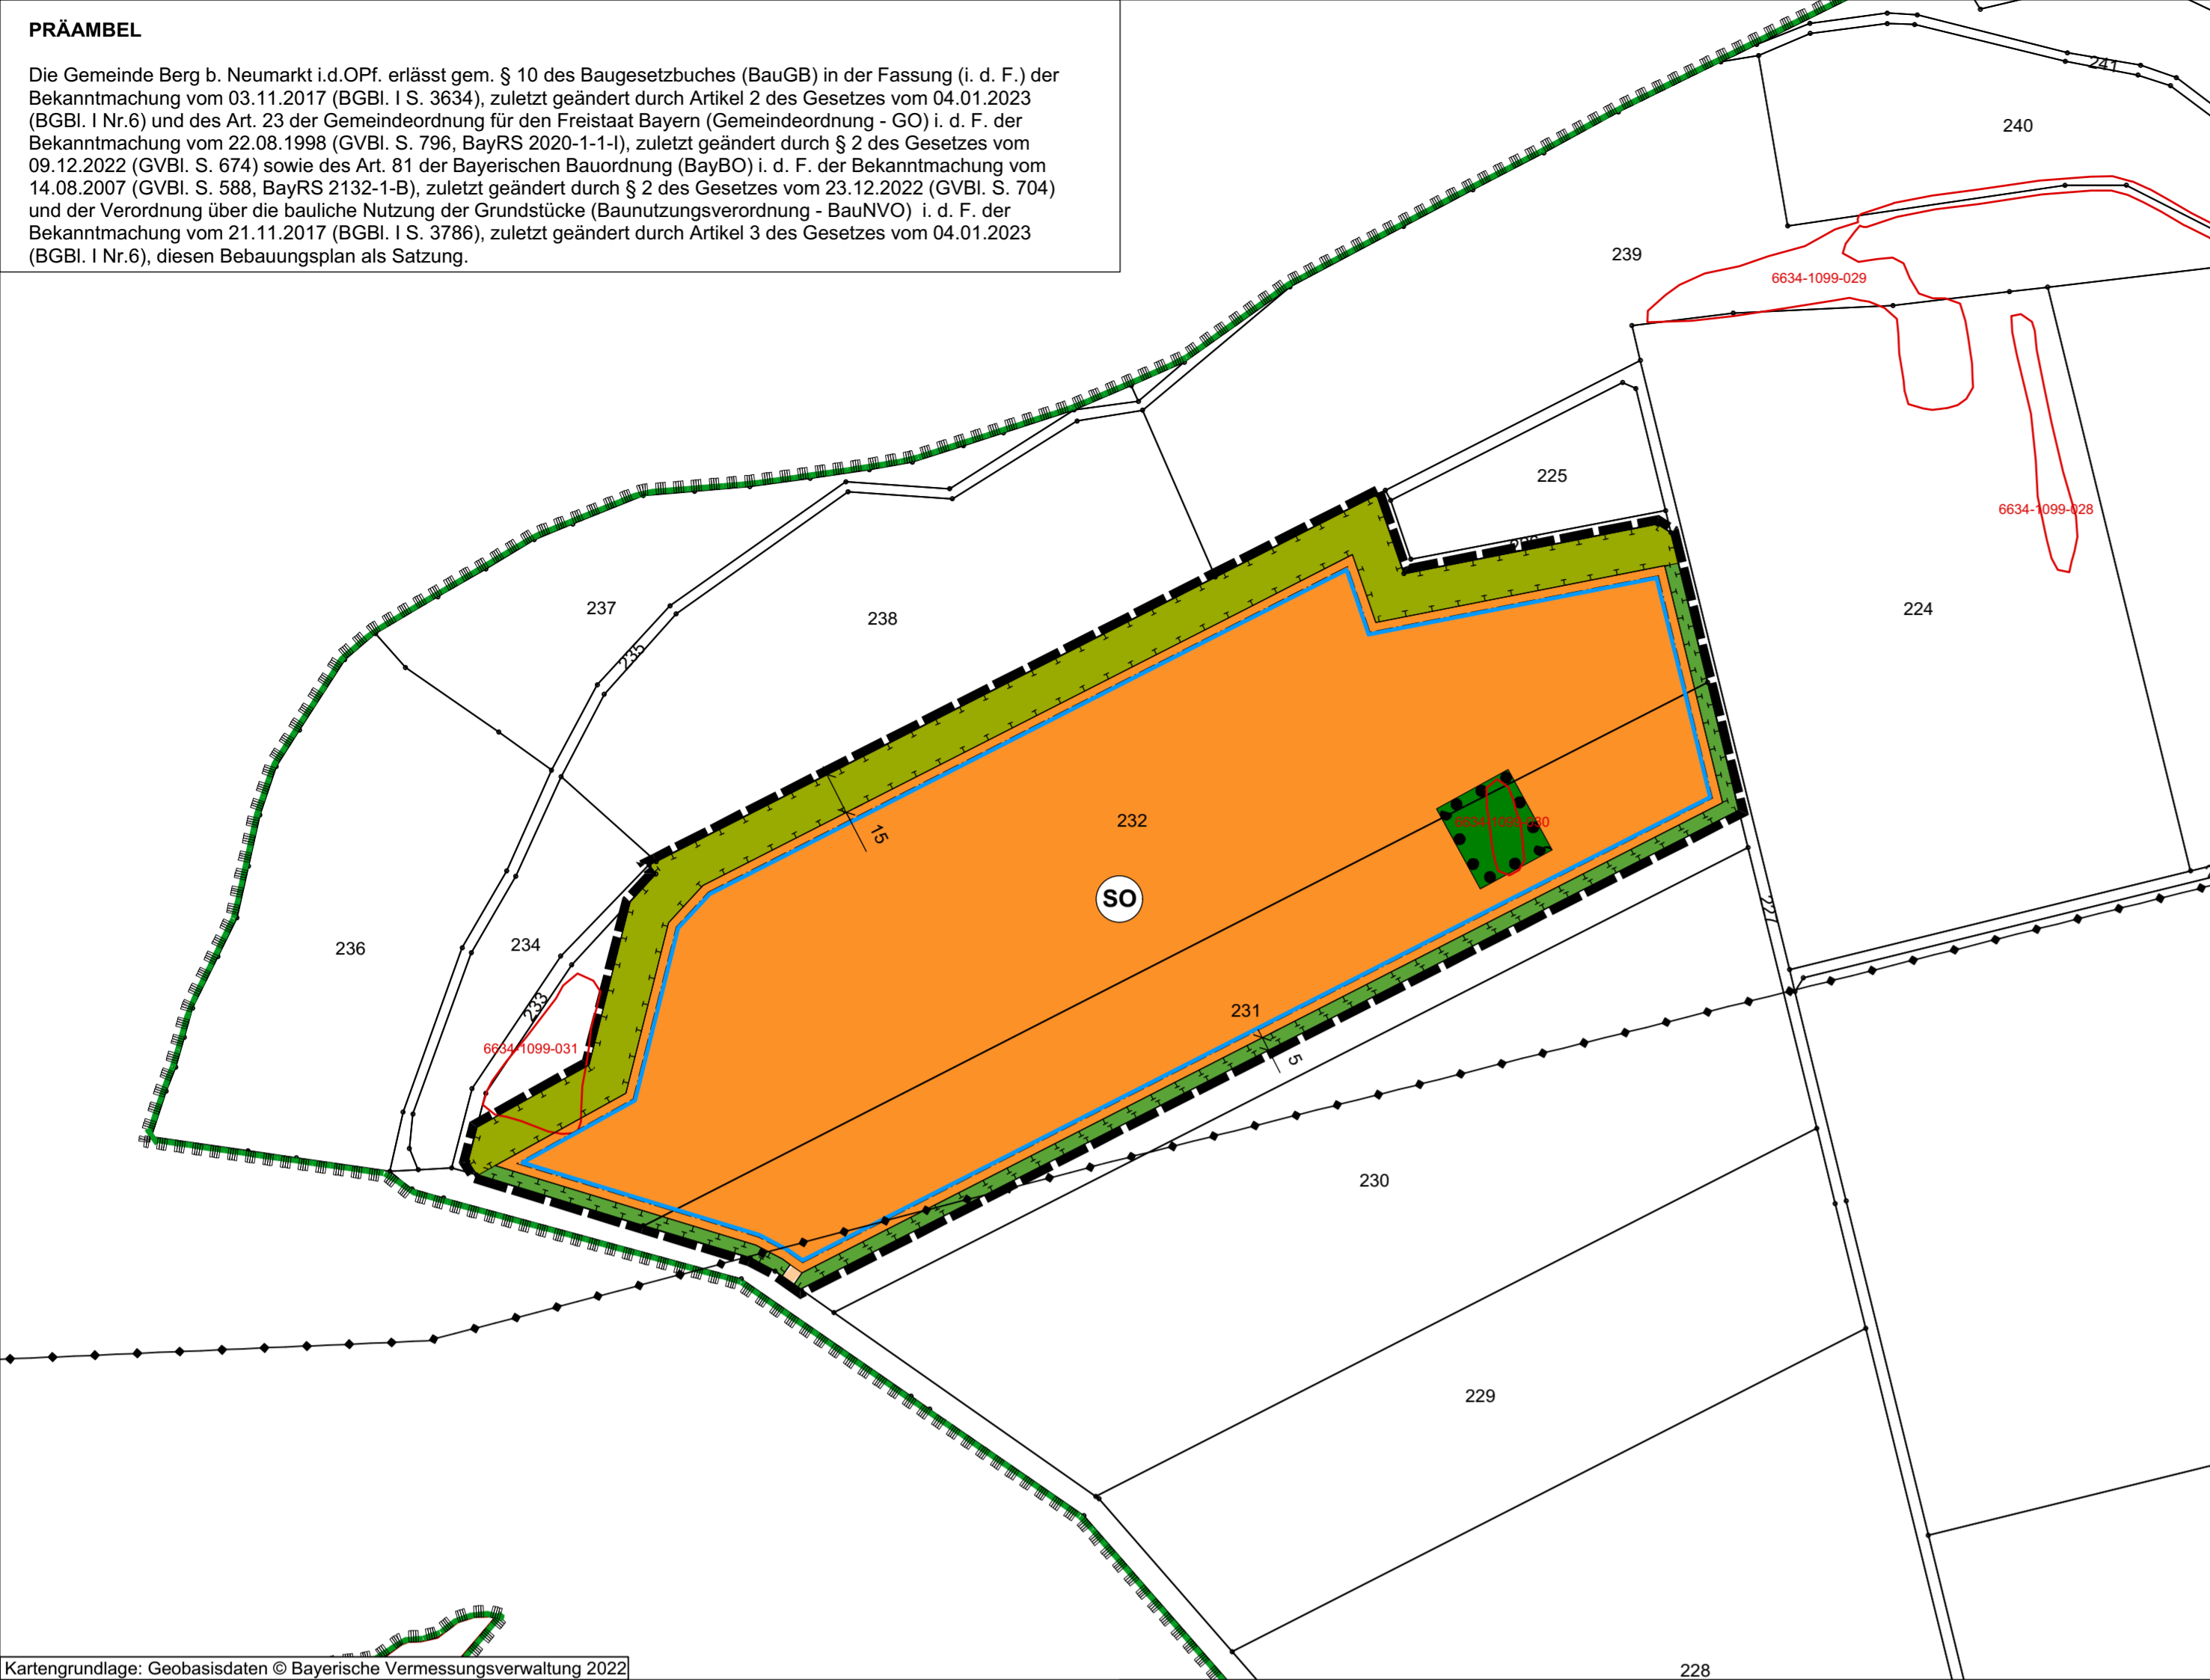 PRÄAMBEL
Die Gemeinde Berg b. Neumarkt i.d.OPf. erlässt gem. § 10 des Baugesetzbuches (BauGB) in der Fassung (i. d. F.) der
Bekanntmachung vom 03.11.2017 (BGBl. I S. 3634), zuletzt geändert durch Artikel 2 des Gesetzes vom 04.01.2023
(BGBl. I Nr.6) und des Art. 23 der Gemeindeordnung für den Freistaat Bayern (Gemeindeordnung - GO) i. d. F. der
Bekanntmachung vom 22.08.1998 (GVBl. S. 796, BayRS 2020-1-1-I), zuletzt geändert durch § 2 des Gesetzes vom
09.12.2022 (GVBl. S. 674) sowie des Art. 81 der Bayerischen Bauordnung (BayBO) i. d. F. der Bekanntmachung vom
14.08.2007 (GVBl. S. 588, BayRS 2132-1-B), zuletzt geändert durch § 2 des Gesetzes vom 23.12.2022 (GVBl. S. 704)
und der Verordnung über die bauliche Nutzung der Grundstücke (Baunutzungsverordnung - BauNVO) i. d. F. der
Bekanntmachung vom 21.11.2017 (BGBl. I S. 3786), zuletzt geändert durch Artikel 3 des Gesetzes vom 04.01.2023
(BGBl. I Nr.6), diesen Bebauungsplan als Satzung.
241
240
239
6634-1099-029
225
6634-1099-028
237
238
224
235
232
15
6634-1099-030
SO
227
236
234
233
231
6634-1099-031
5
230
229
228
Kartengrundlage: Geobasisdaten © Bayerische Vermessungsverwaltung 2022